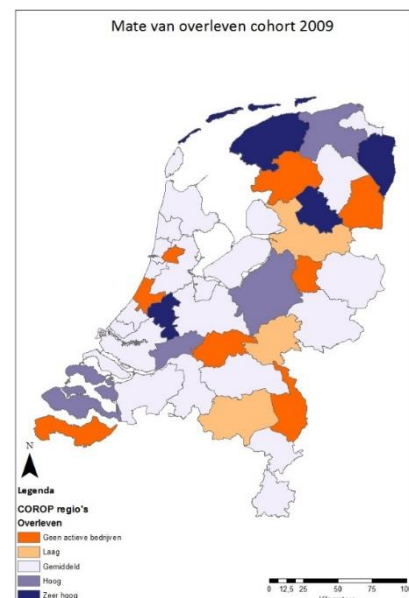 Mate van overleven cohort 2009
N
Legenda
COROP regio's
Overleven
Geen actieve bedrijven
Laag
Gemiddeld
Hoog
Zeer hoog
0 12,5 25 50 75 100